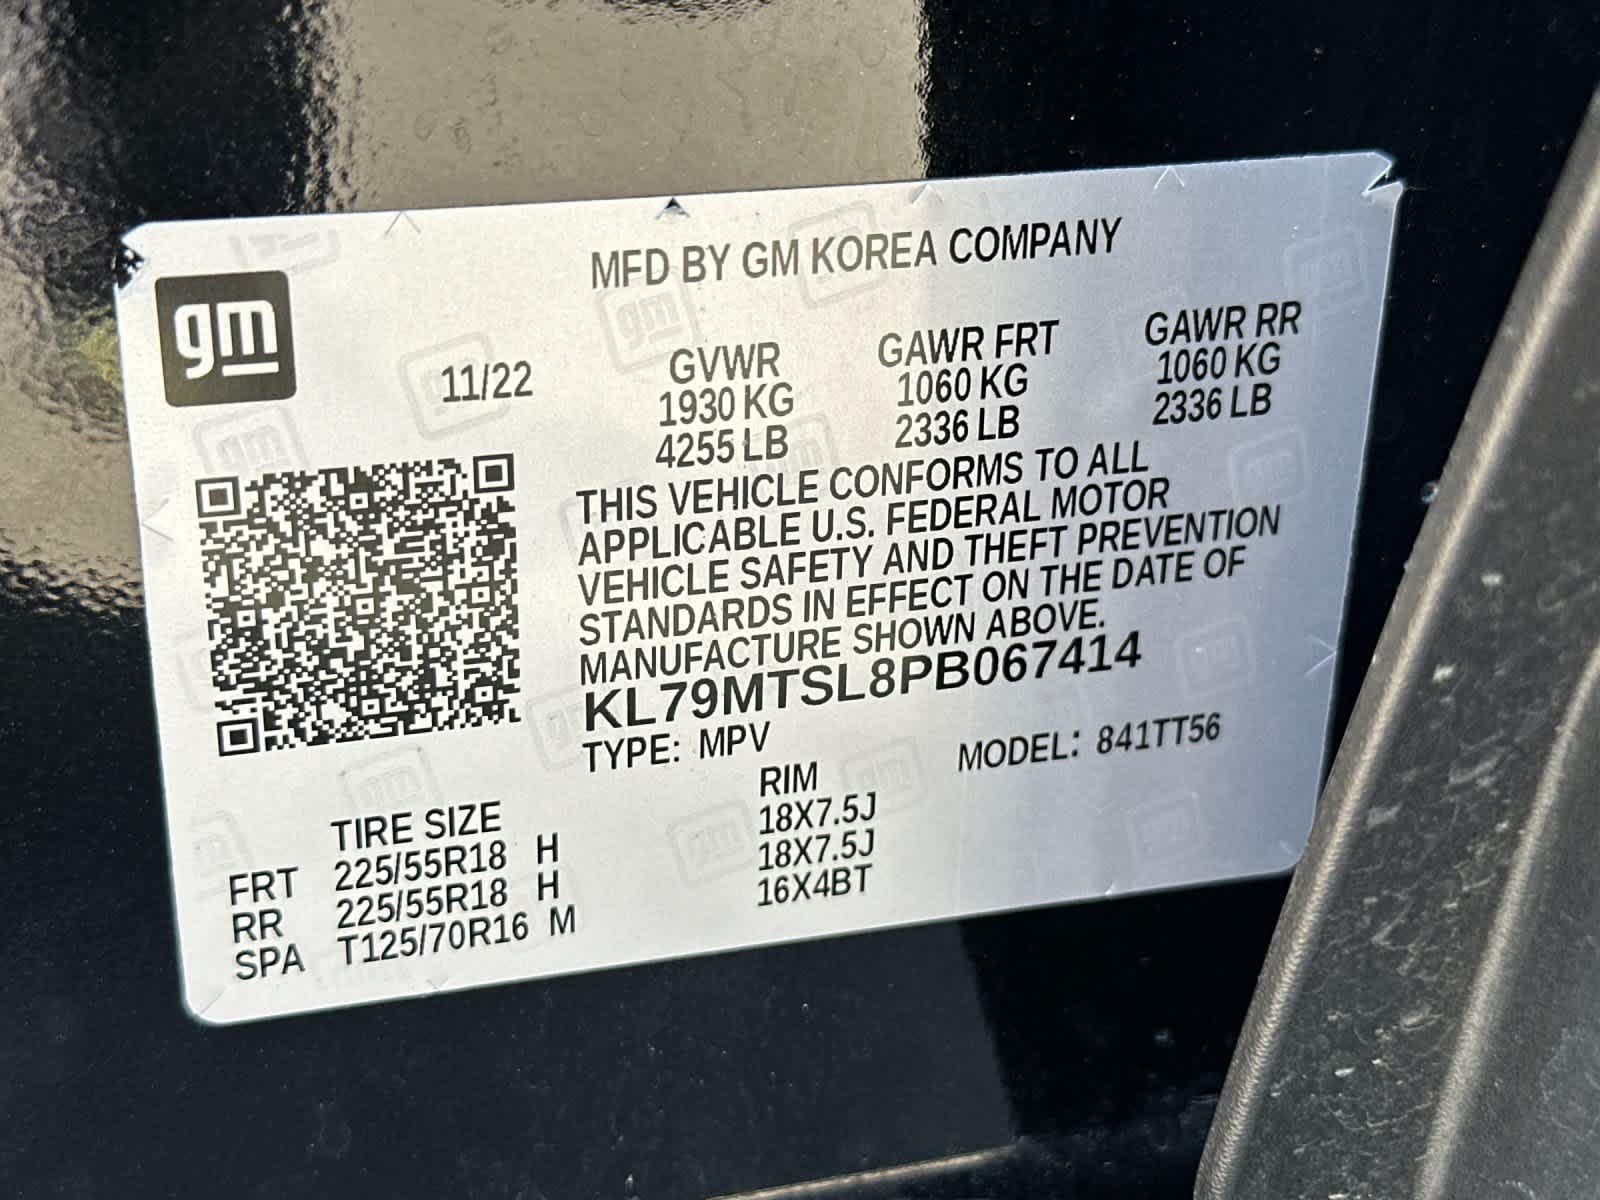 MFD BY GM KOREA COMPANY
gm
11/22
GVWR GAWR FRT GAWR RR
1930 KG 1060 KG 1060 KG
4255 LB 2336 LB 2336 LB
THIS VEHICLE CONFORMS TO ALL
APPLICABLE U.S. FEDERAL MOTOR
VEHICLE SAFETY AND THEFT PREVENTION
STANDARDS IN EFFECT ON THE DATE OF
MANUFACTURE SHOWN ABOVE.
KL79MTSL8PB067414
TYPE: MPV MODEL: 841TT56
TIRE SIZE RIM
FRT 225/55R18 H 18X7.5J
RR 225/55R18 H 18X7.5J
SPA T125/70R16 M 16X4BT